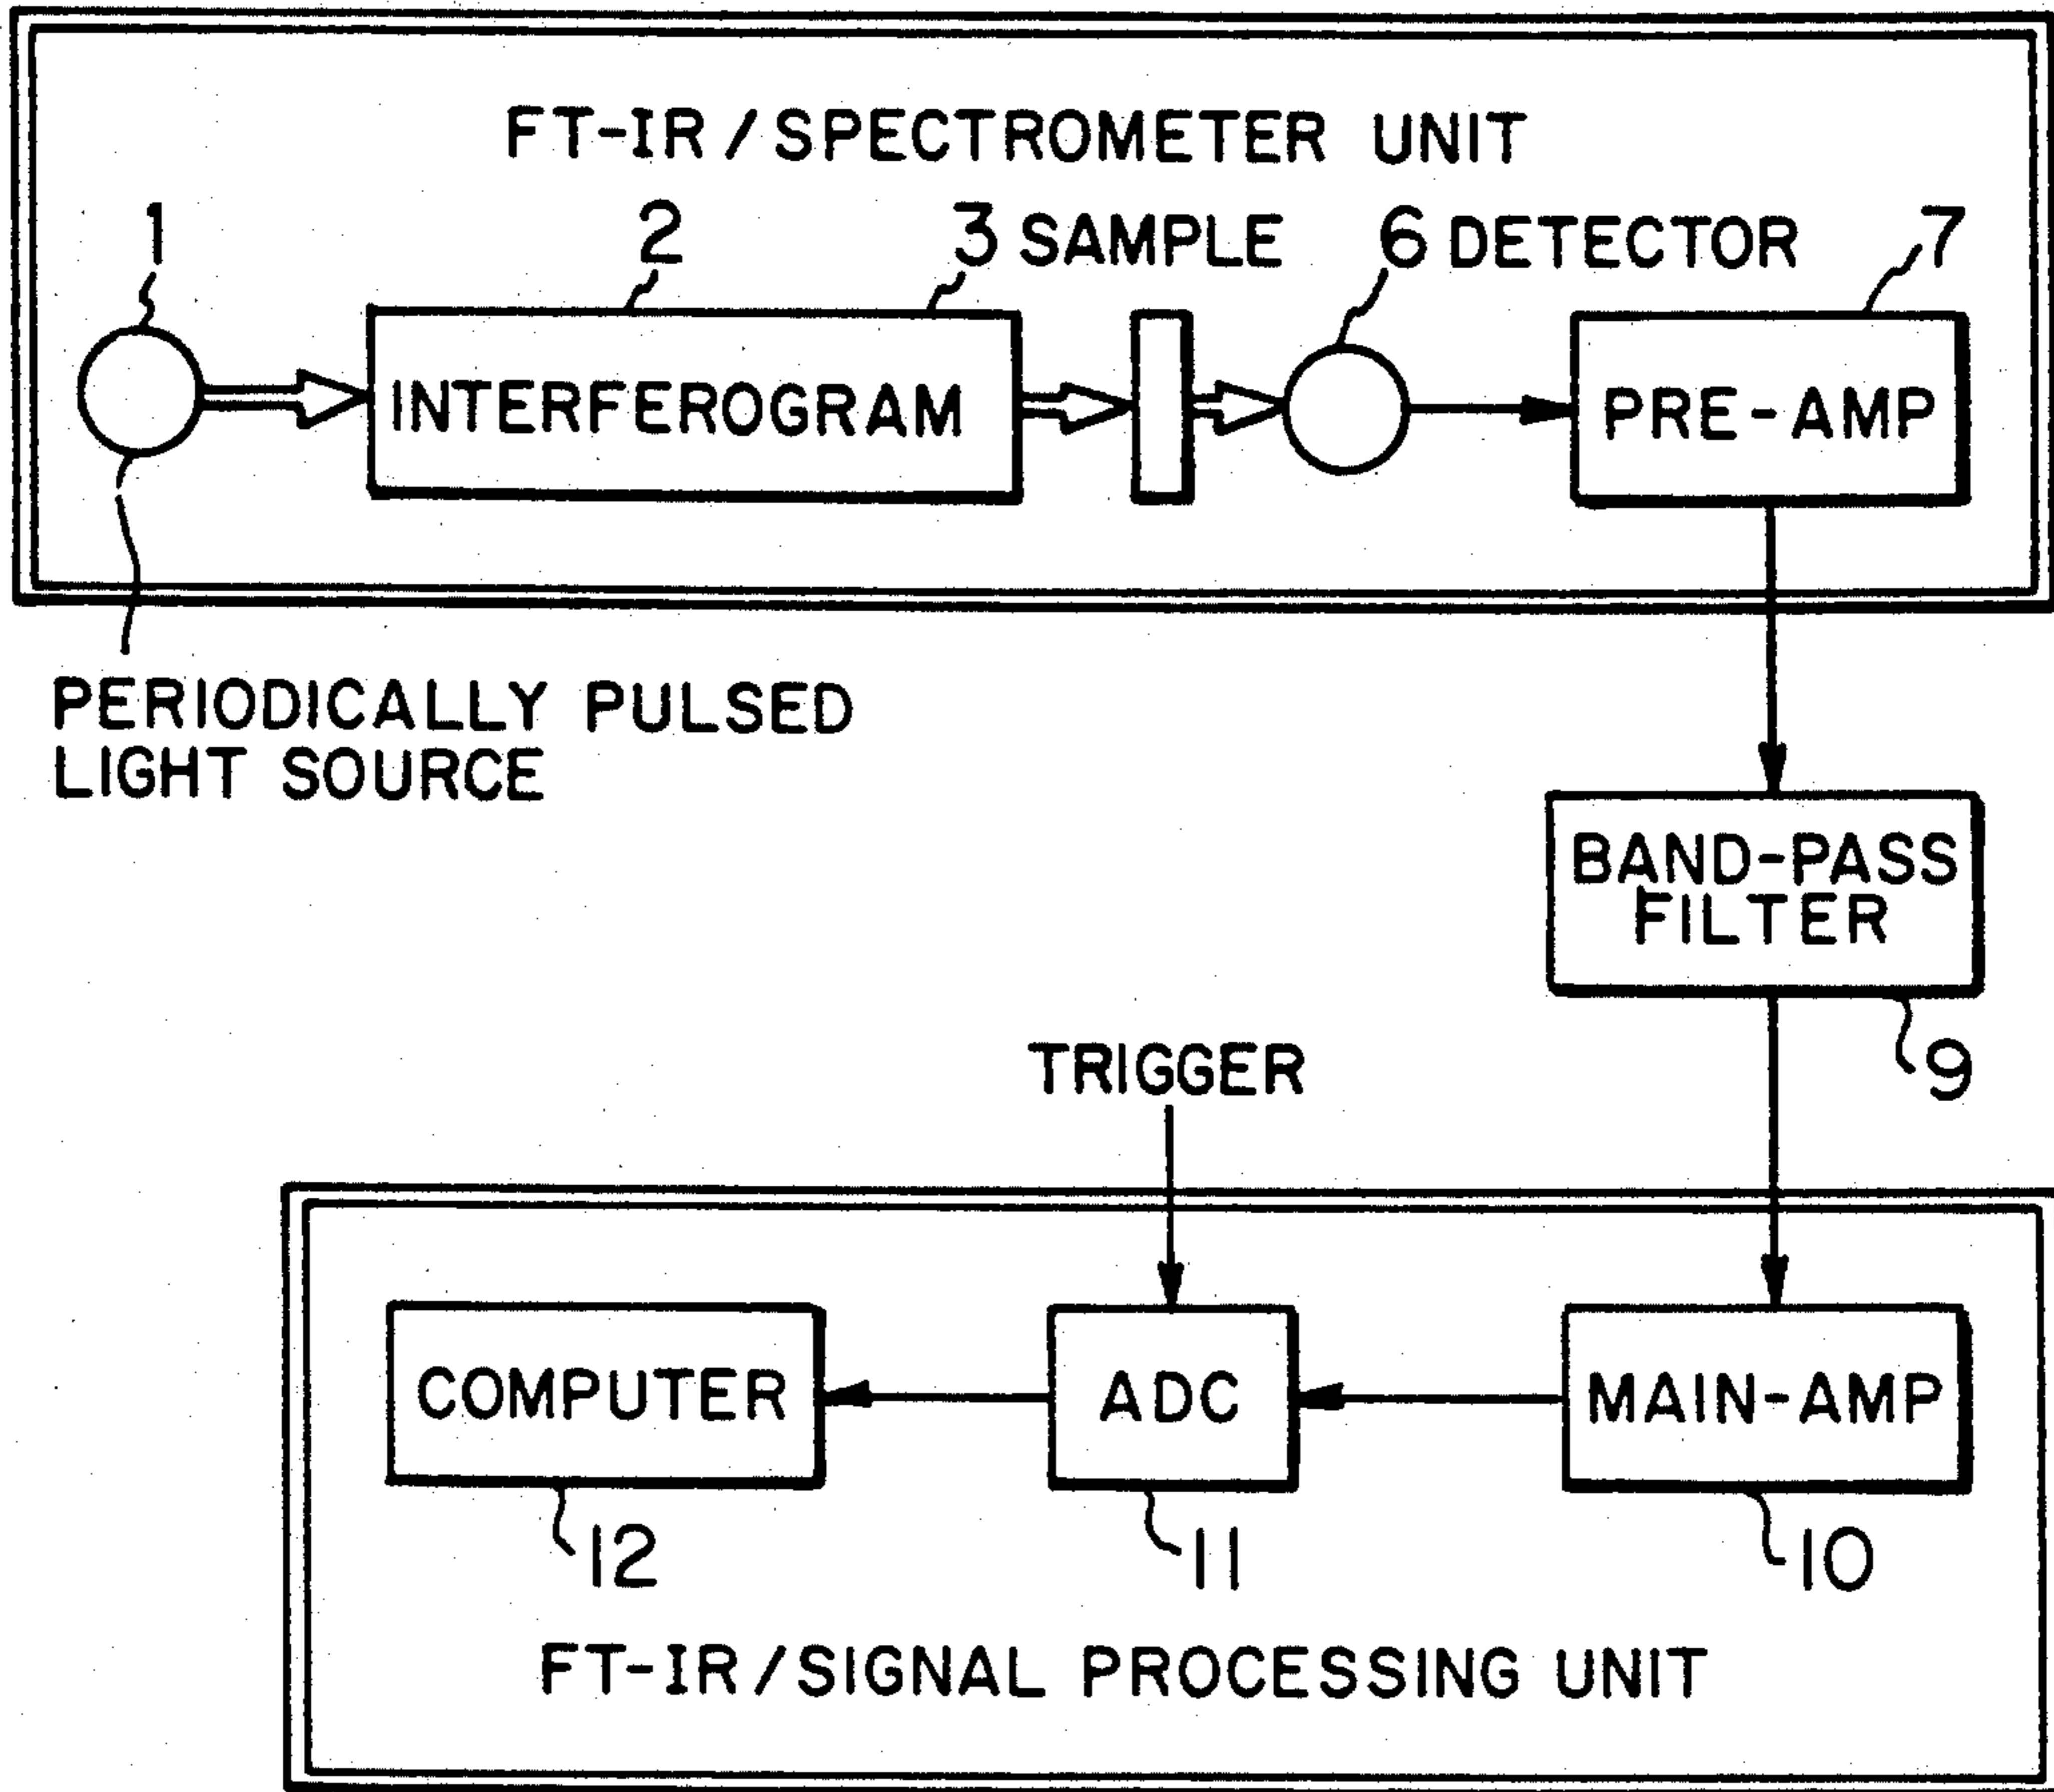 FT-IR/SPECTROMETER UNIT
1
2
3 SAMPLE
6 DETECTOR
7
INTERFEROGRAM
PRE-AMP
PERIODICALLY PULSED
LIGHT SOURCE
BAND-PASS
FILTER
9
TRIGGER
COMPUTER
ADC
MAIN-AMP
12
11
10
FT-IR/SIGNAL PROCESSING UNIT